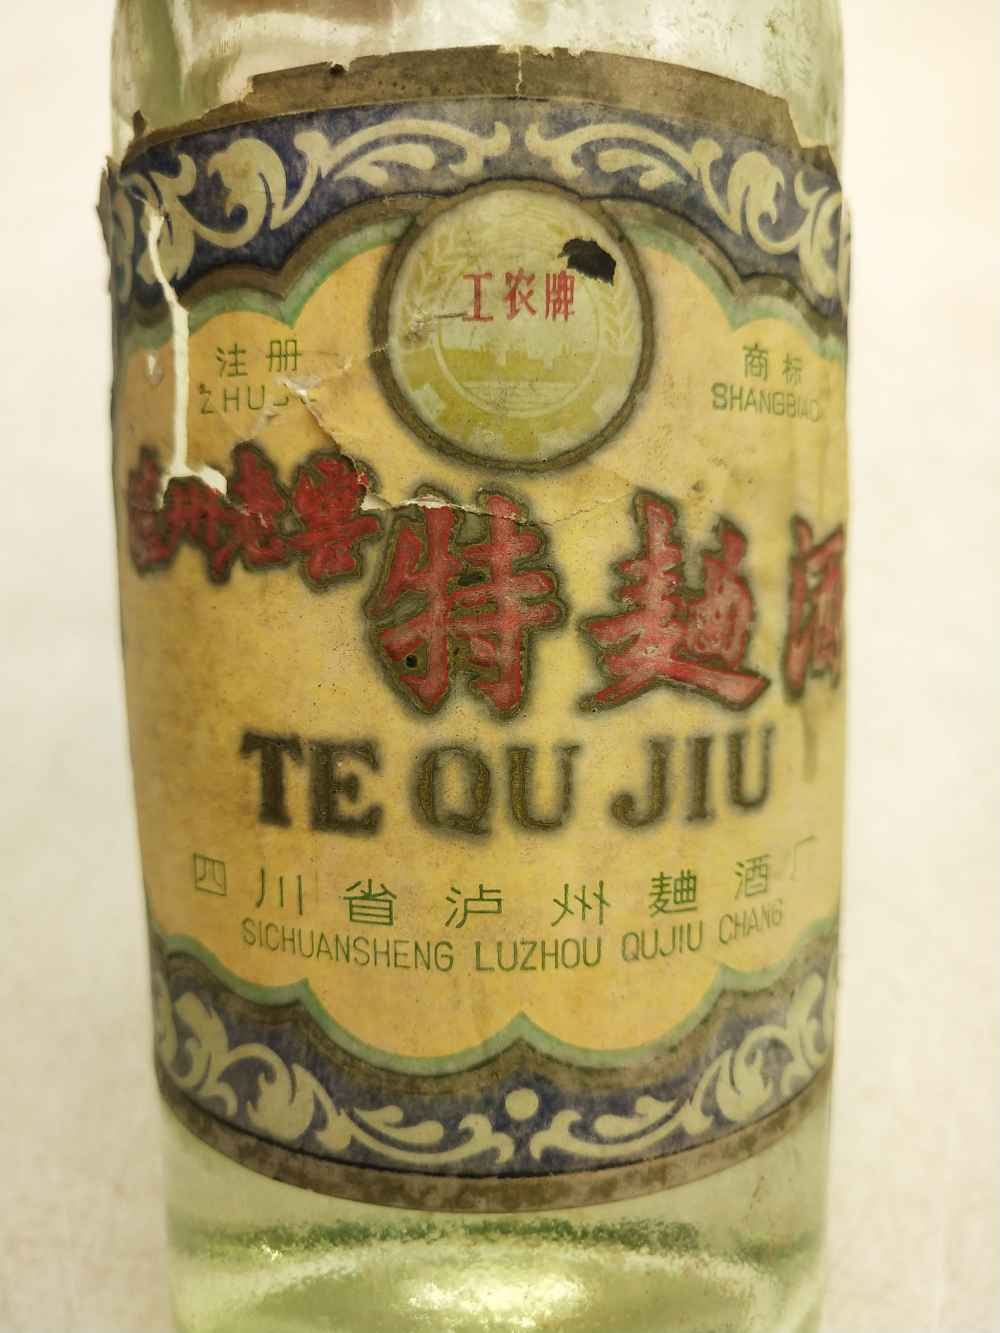 工农牌
注册 商标
ZHUCE SHANGBIAO
泸州老窖
特麯酒
TE QU JIU
四川省泸州麯酒厂
SICHUANSHENG LUZHOU QUJIU CHANG